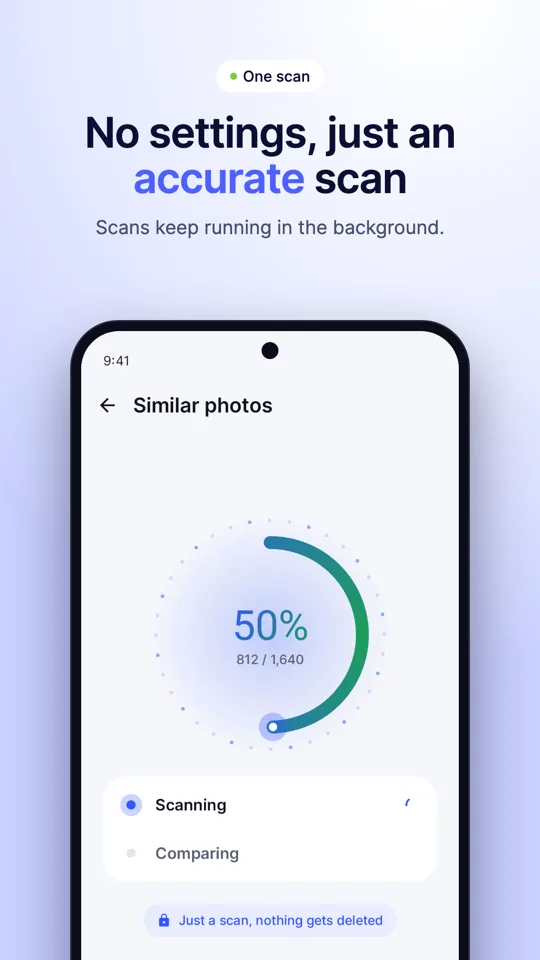 One scan
No settings, just an
accurate scan
Scans keep running in the background.
9:41
Similar photos
50%
812 / 1,640
Scanning
Comparing
Just a scan, nothing gets deleted